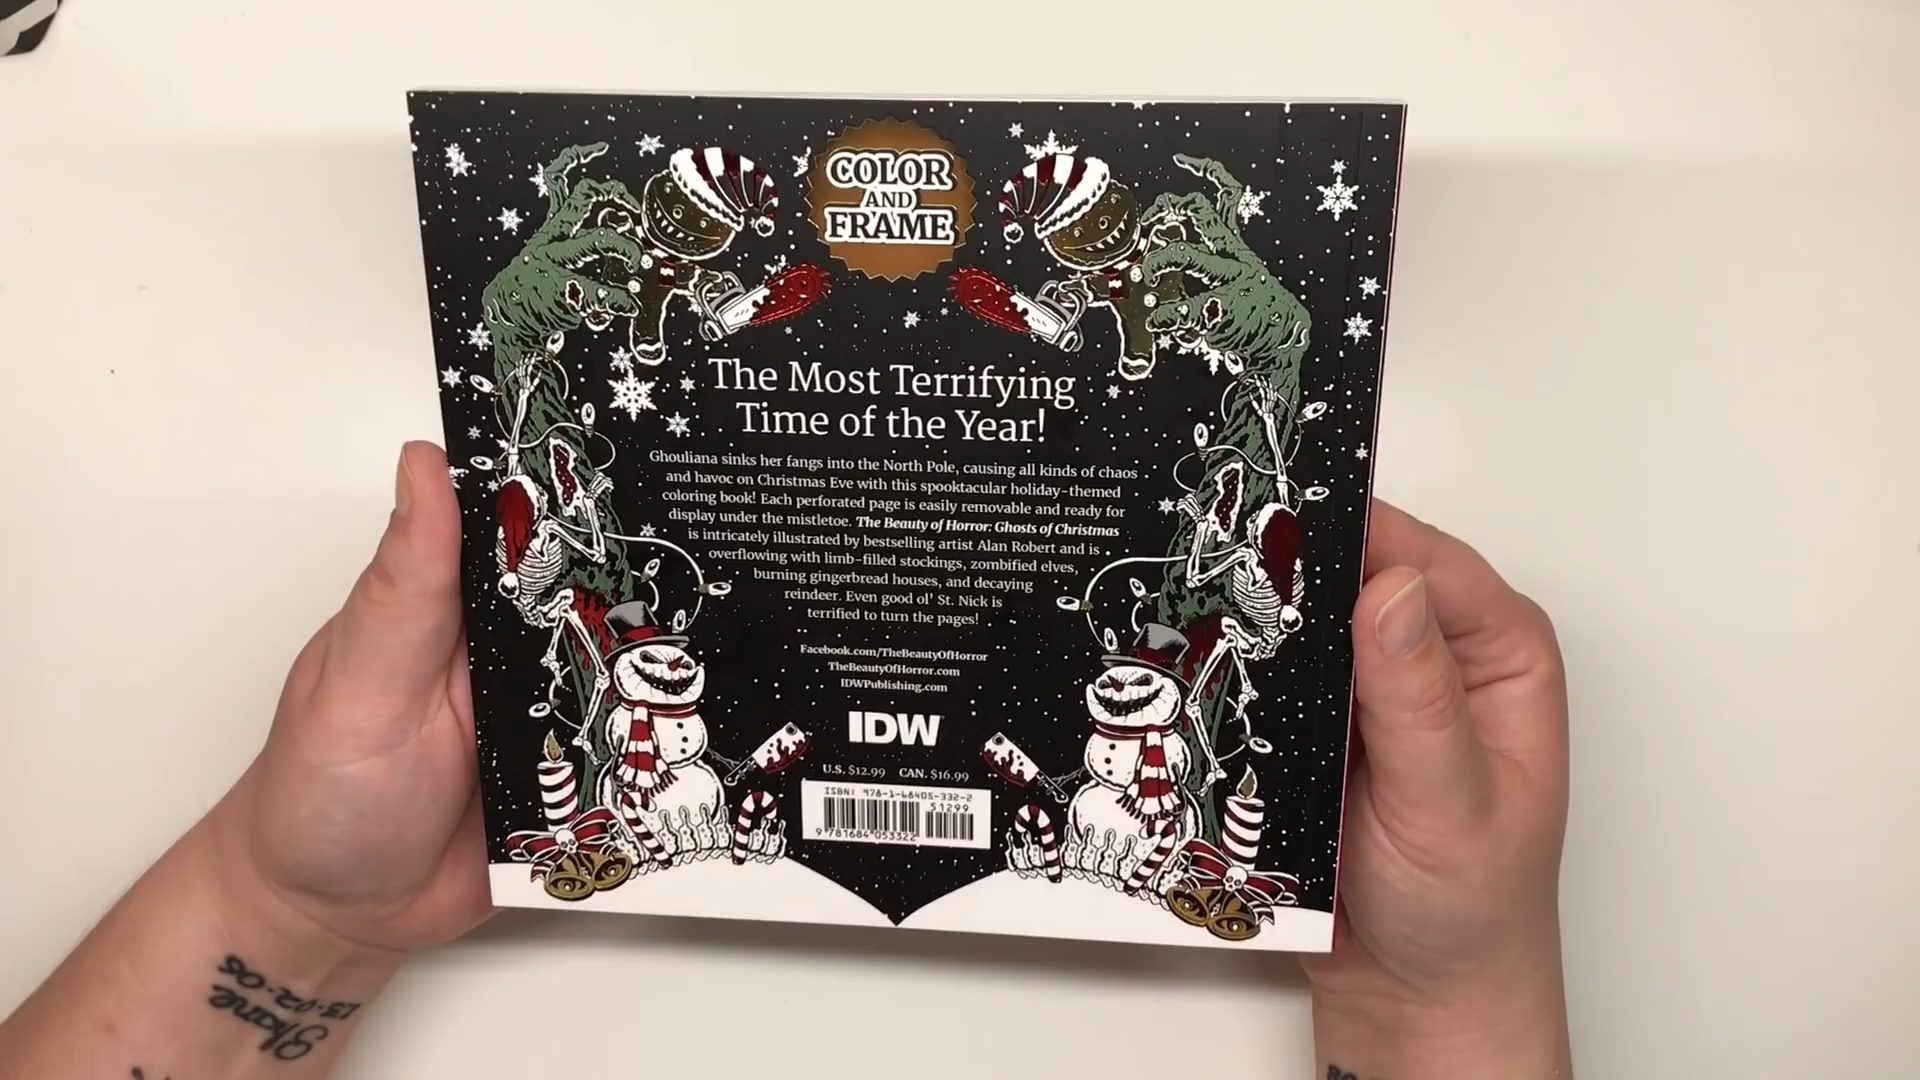 COLOR
AND
FRAME
The Most Terrifying
Time of the Year!
Ghouliana sinks her fangs into the North Pole, causing all kinds of chaos
and havoc on Christmas Eve with this spooktacular holiday-themed
coloring book! Each perforated page is easily removable and ready for
display under the mistletoe. The Beauty of Horror: Ghosts of Christmas
is intricately illustrated by bestselling artist Alan Robert and is
overflowing with limb-filled stockings, zombified elves,
burning gingerbread houses, and decaying
reindeer. Even good ol' St. Nick is
terrified to turn the pages!
Facebook.com/TheBeautyOfHorror
TheBeautyOfHorror.com
IDWPublishing.com
IDW
U.S. $12.99 CAN. $16.99
ISBN: 978-1-68405-332-2
51299
9 781684 053322
Shane
13-02-06